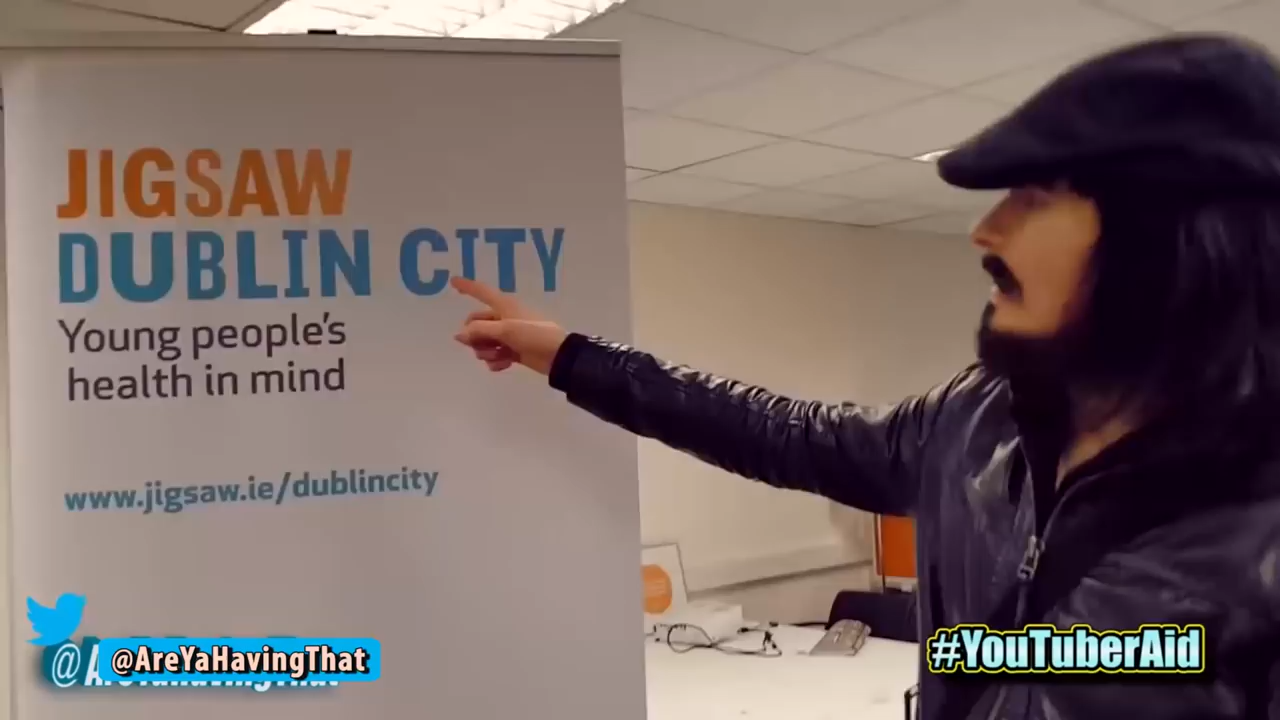 JIGSAW
DUBLIN CITY
Young people's
health in mind
www.jigsaw.ie/dublincity
@AreYaHavingThat
#YouTuberAid